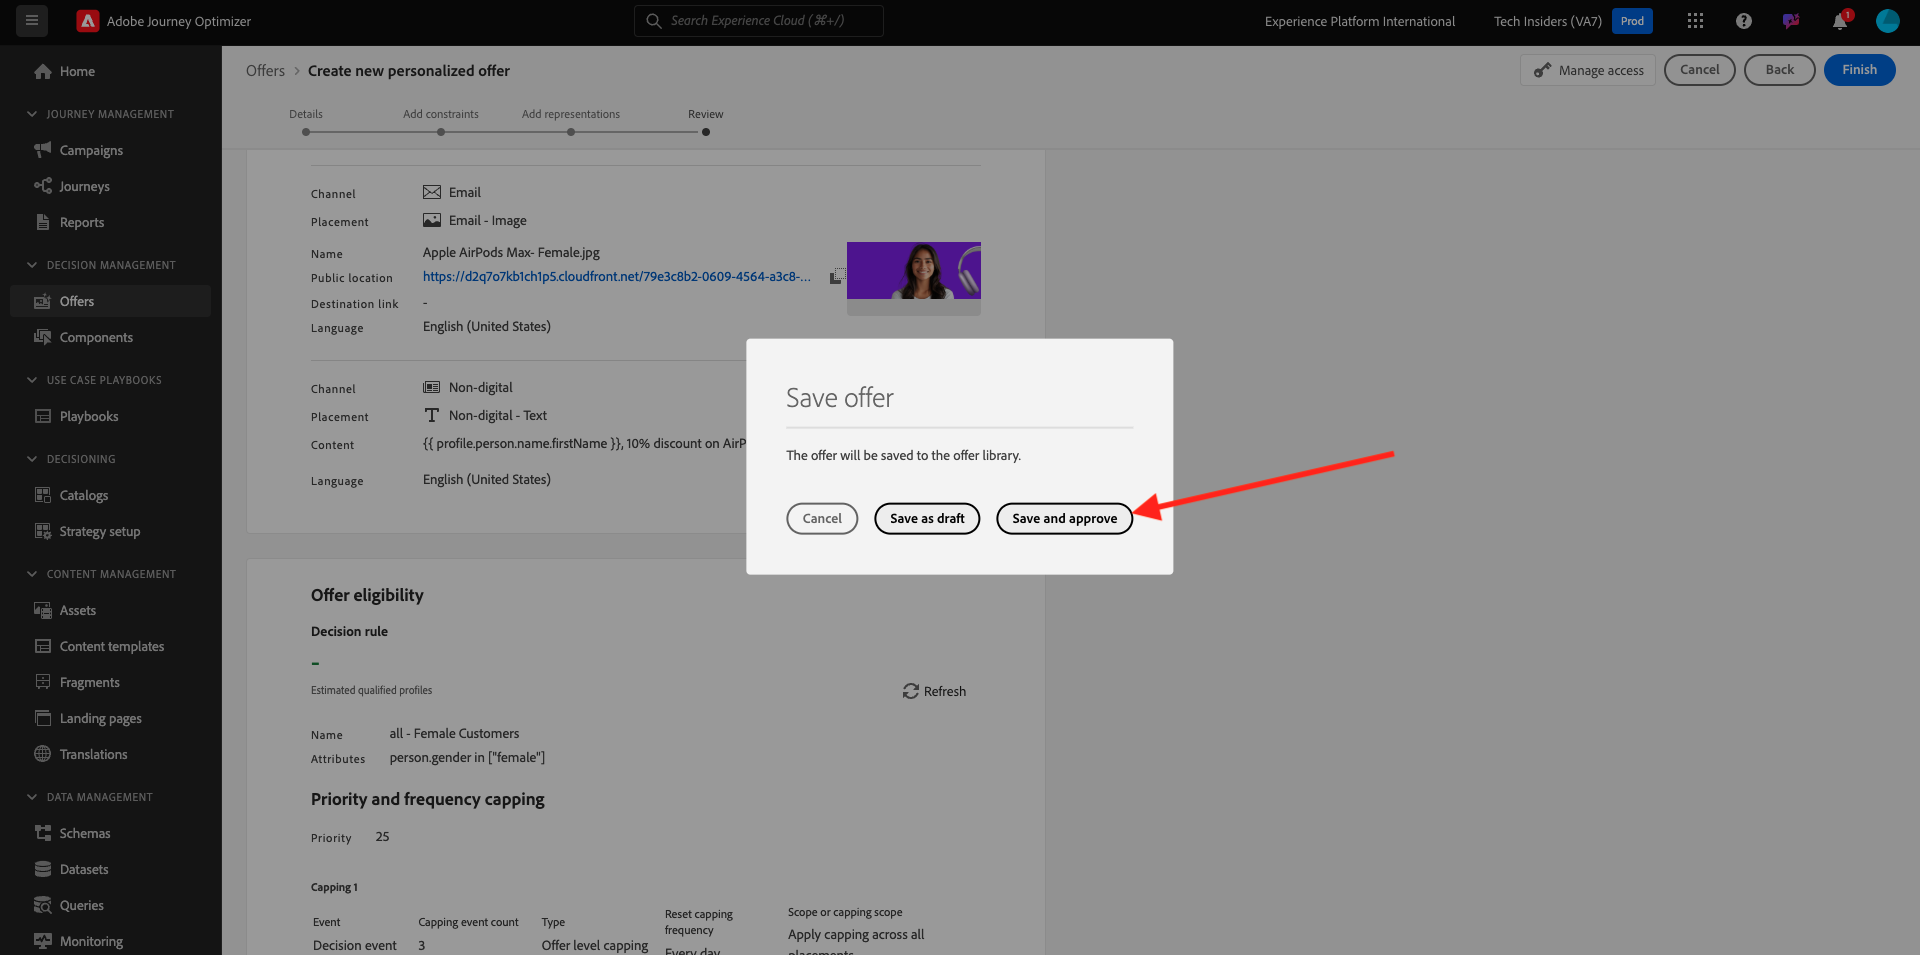 Adobe Journey Optimizer
Search Experience Cloud (⌘+/)
Experience Platform International
Tech Insiders (VA7)
Prod
1
Home
JOURNEY MANAGEMENT
Campaigns
Journeys
Reports
DECISION MANAGEMENT
Offers
Components
USE CASE PLAYBOOKS
Playbooks
DECISIONING
Catalogs
Strategy setup
CONTENT MANAGEMENT
Assets
Content templates
Fragments
Landing pages
Translations
DATA MANAGEMENT
Schemas
Datasets
Queries
Monitoring
Offers > Create new personalized offer
Manage access
Cancel
Back
Finish
Details
Add constraints
Add representations
Review
Channel Email
Placement Email - Image
Name Apple AirPods Max- Female.jpg
Public location https://d2q7o7kb1ch1p5.cloudfront.net/79e3c8b2-0609-4564-a3c8-...
Destination link -
Language English (United States)
Channel Non-digital
Placement Non-digital - Text
Content {{ profile.person.name.firstName }}, 10% discount on AirP
Language English (United States)
Save offer
The offer will be saved to the offer library.
Cancel
Save as draft
Save and approve
Offer eligibility
Decision rule
-
Estimated qualified profiles
Refresh
Name all - Female Customers
Attributes person.gender in ["female"]
Priority and frequency capping
Priority 25
Capping 1
Event Capping event count Type Reset capping frequency Scope or capping scope
Decision event 3 Offer level capping Every day Apply capping across all placements